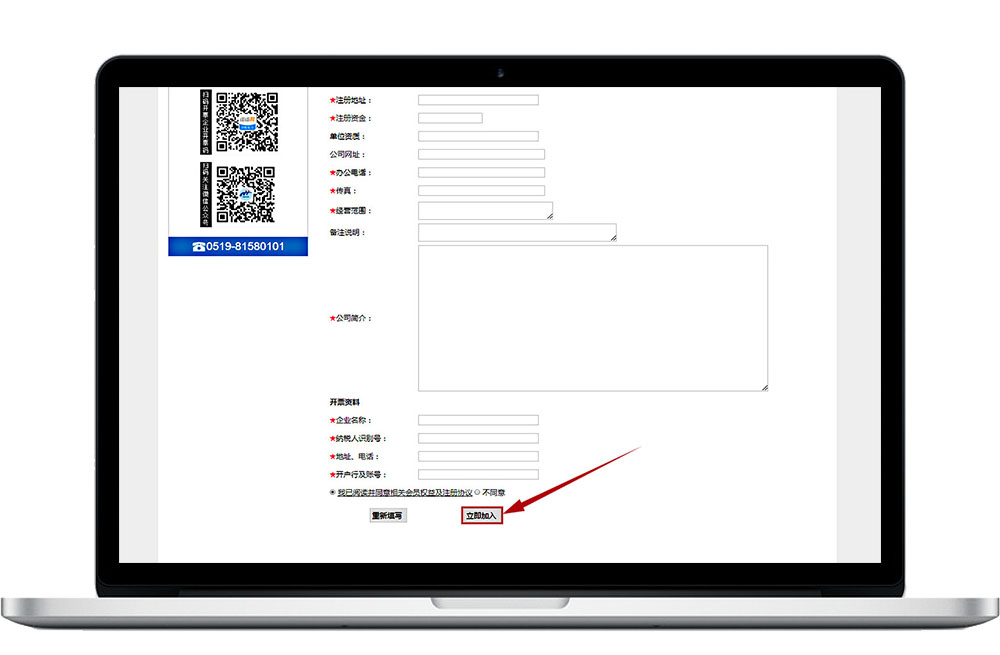 扫码开票企业开票码
扫码关注微信公众号
☎0519-81580101
★注册地址：
★注册资金：
单位资质：
公司网址：
★办公电话：
★传真：
★经营范围：
备注说明：
★公司简介：
开票资料
★企业名称：
★纳税人识别号：
★地址、电话：
★开户行及账号：
我已阅读并同意相关会员权益及注册协议 不同意
重新填写
立即加入